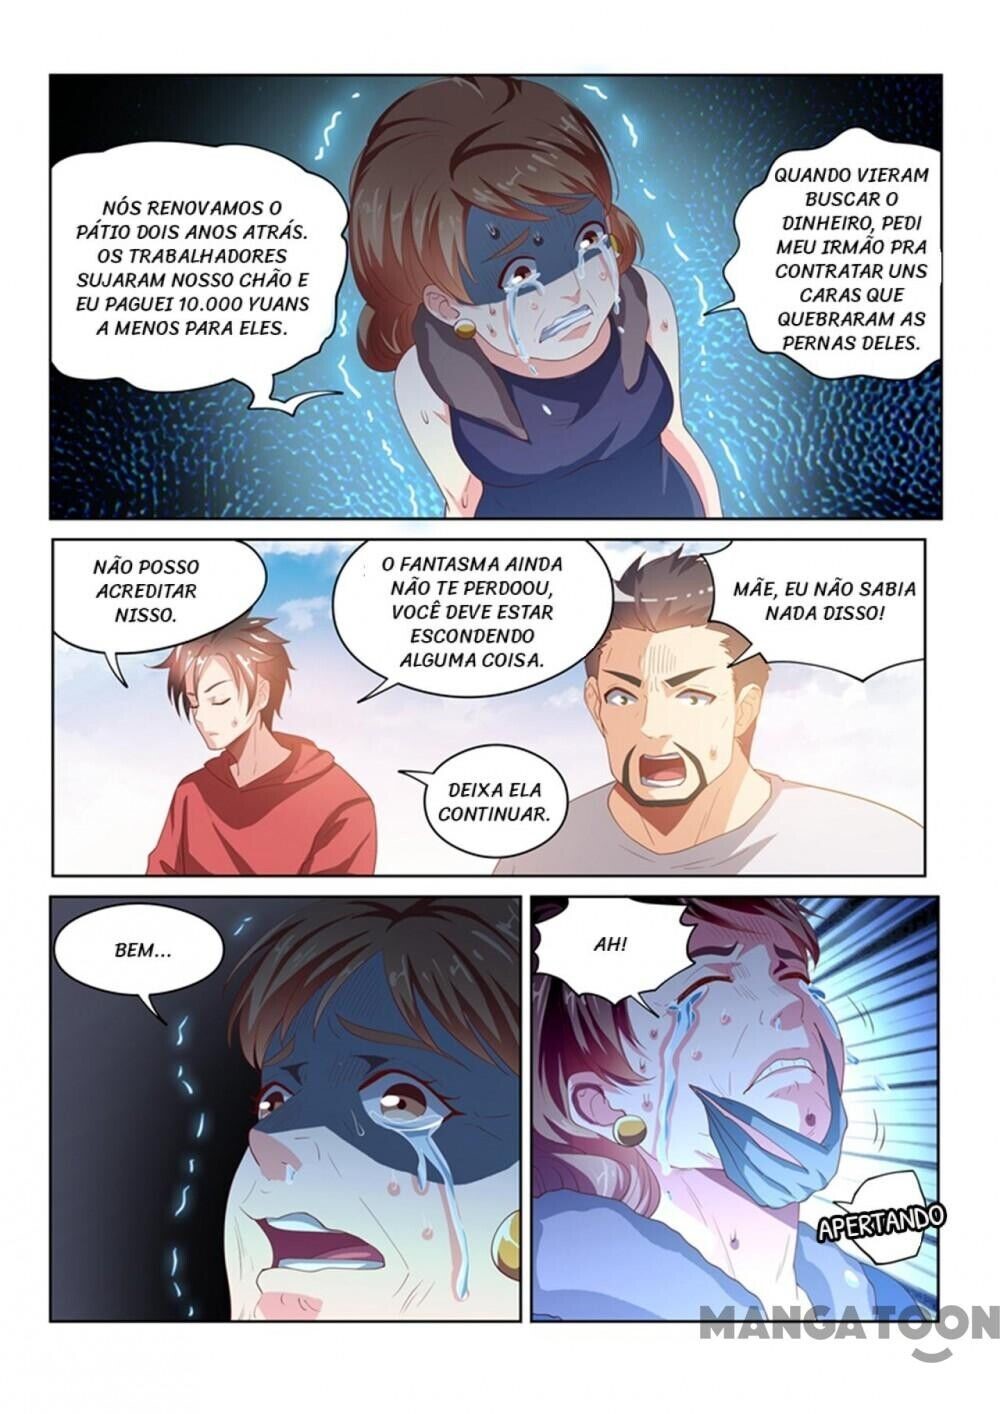 NÓS RENOVAMOS O
PÁTIO DOIS ANOS ATRÁS.
OS TRABALHADORES
SUJARAM NOSSO CHÃO E
EU PAGUEI 10.000 YUANS
A MENOS PARA ELES.
QUANDO VIERAM
BUSCAR O
DINHEIRO, PEDI
MEU IRMÃO PRA
CONTRATAR UNS
CARAS QUE
QUEBRARAM AS
PERNAS DELES.
NÃO POSSO
ACREDITAR
NISSO.
O FANTASMA AINDA
NÃO TE PERDOOU,
VOCÊ DEVE ESTAR
ESCONDENDO
ALGUMA COISA.
MÃE, EU NÃO SABIA
NADA DISSO!
DEIXA ELA
CONTINUAR.
BEM...
AH!
APERTANDO
MANGATOON